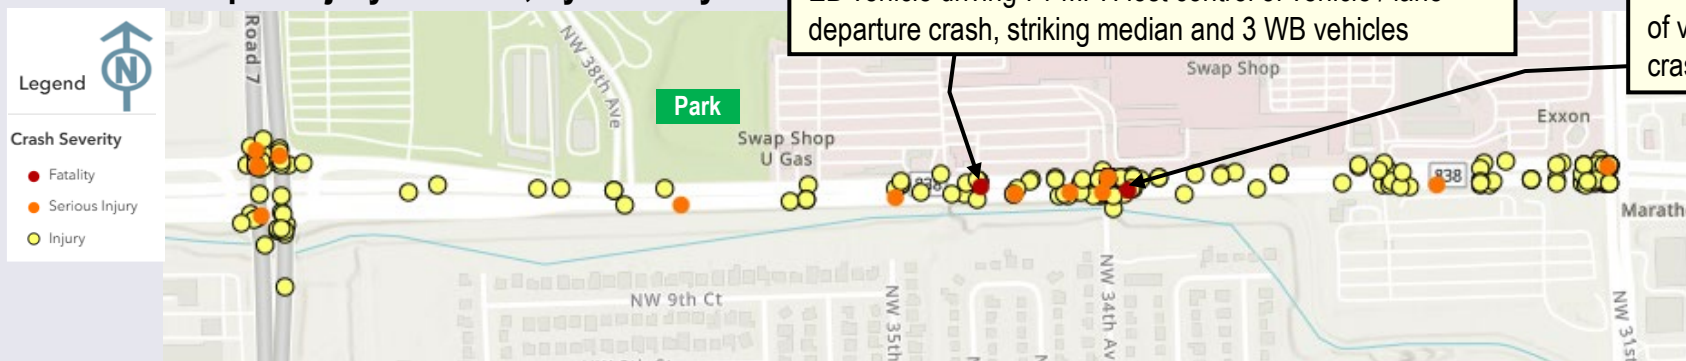 departure crash, striking median and 3 WB vehicles
of
Legend
N
Crash Severity
Fatality
Serious Injury
Injury
Road 7
NW 38th Ave
Park
Swap Shop
U Gas
Swap Shop
Exxon
838
838
NW 9th Ct
NW 35th
NW 34th Av
NW 31st